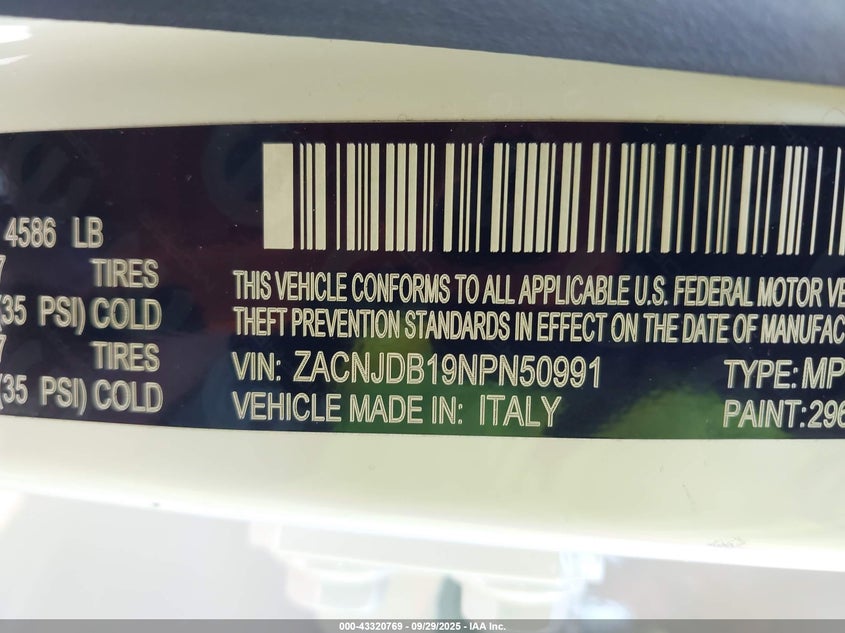 4586 LB
7 TIRES
(35 PSI) COLD
7 TIRES
(35 PSI) COLD
THIS VEHICLE CONFORMS TO ALL APPLICABLE U.S. FEDERAL MOTOR VE
THEFT PREVENTION STANDARDS IN EFFECT ON THE DATE OF MANUFAC
VIN: ZACNJDB19NPN50991 TYPE: MP
VEHICLE MADE IN: ITALY PAINT: 296
000-43320769 - 09/29/2025 - IAA Inc.